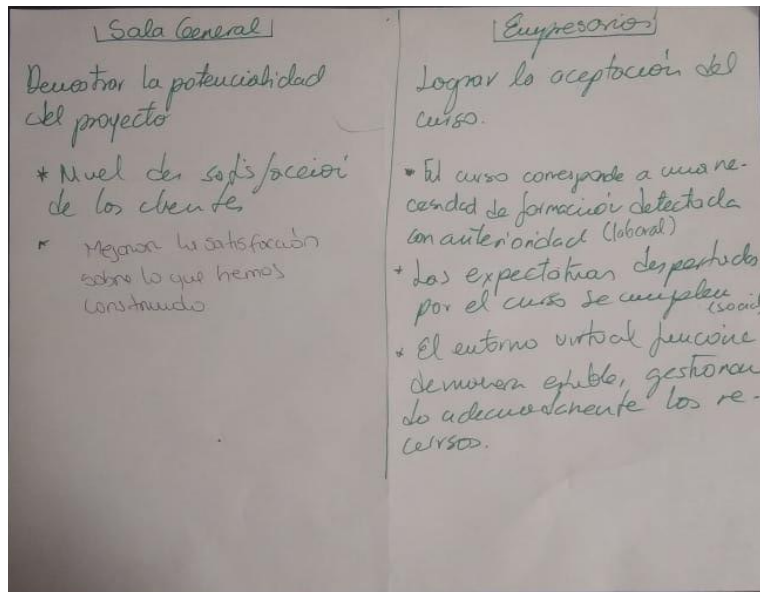 Sala General
Demostrar la potencialidad
del proyecto
* Nivel de satisfacción
de los clientes
* Mejorar la satisfacción
sobre lo que hemos
construido
Empresarios
Lograr la aceptación del
curso.
* El curso corresponde a una ne-
cesidad de formación detectada
con anterioridad (laboral)
* Las expectativas despertadas
por el curso se cumplen
(social)
* El entorno virtual funcione
de manera estable, gestionan
do adecuadamente los re-
cursos.